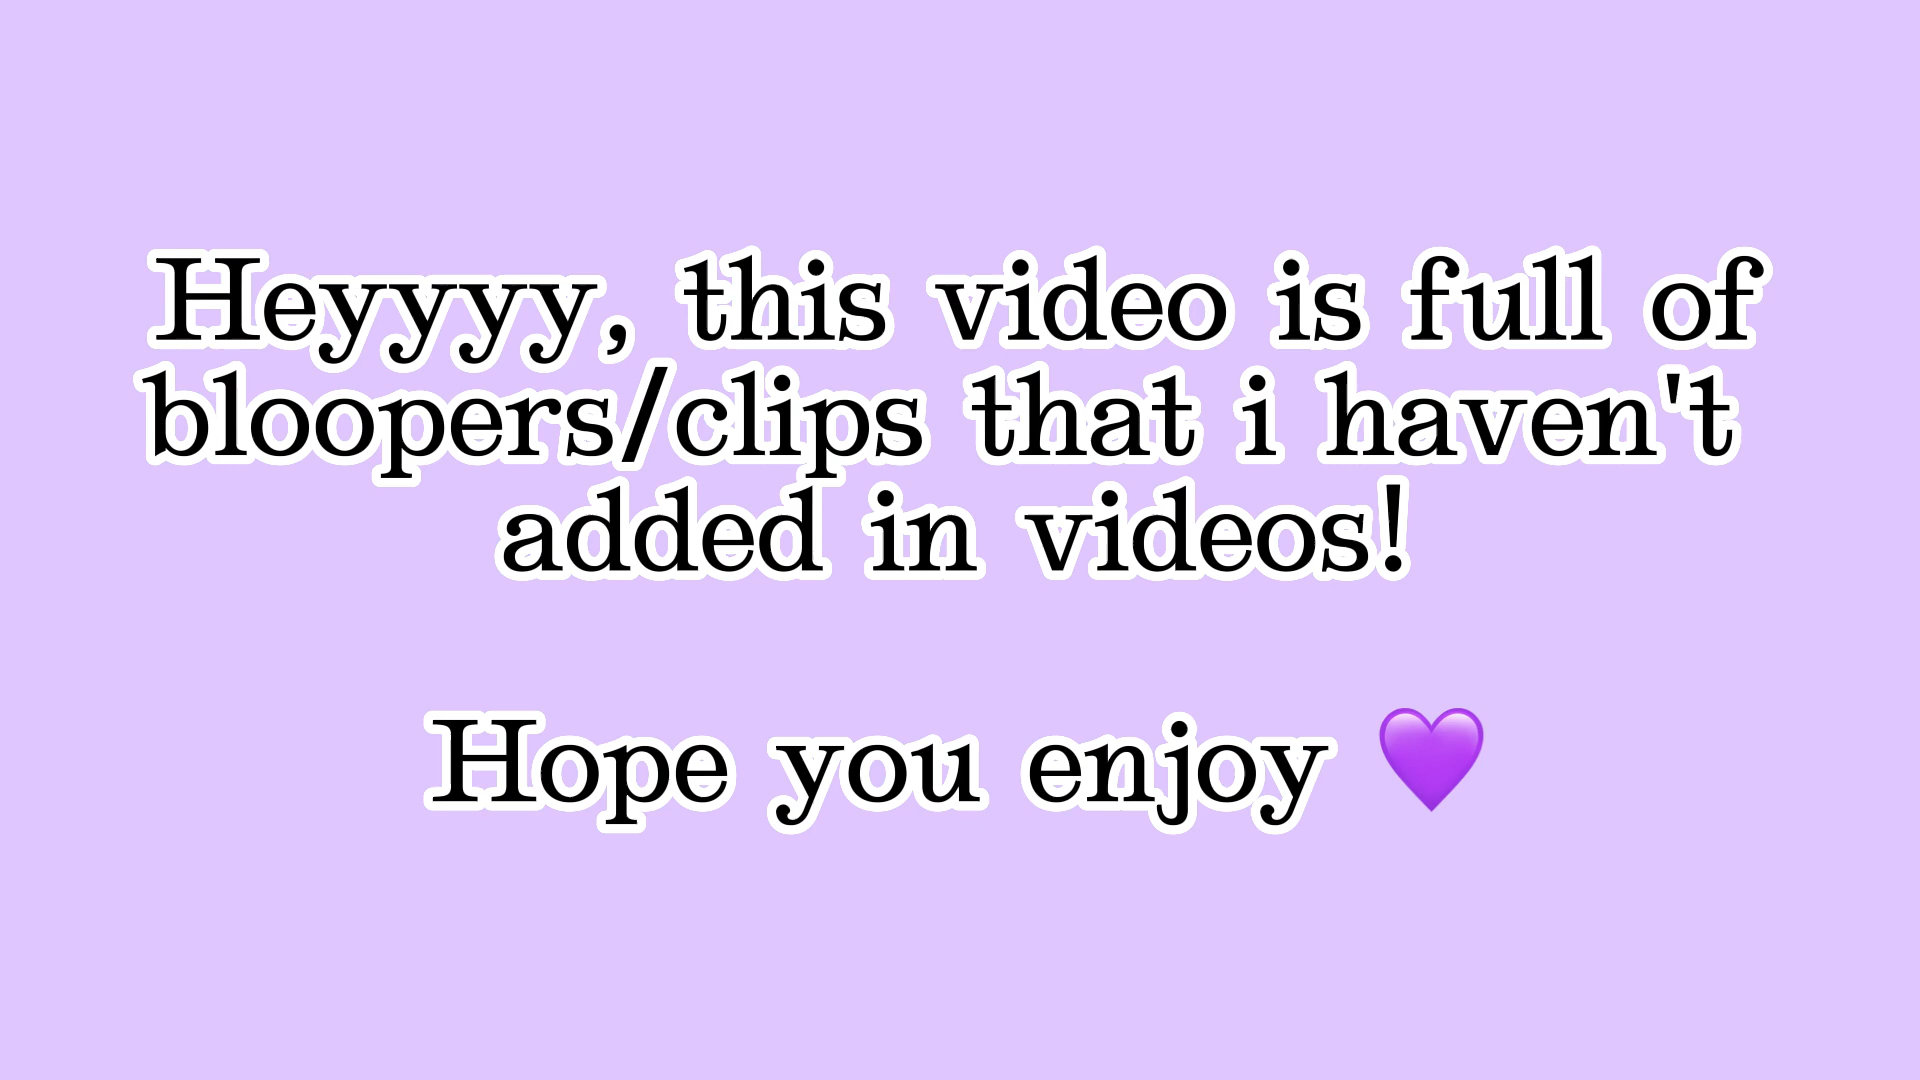 Heyyyy, this video is full of
bloopers/clips that i haven't
added in videos!
Hope you enjoy 💜